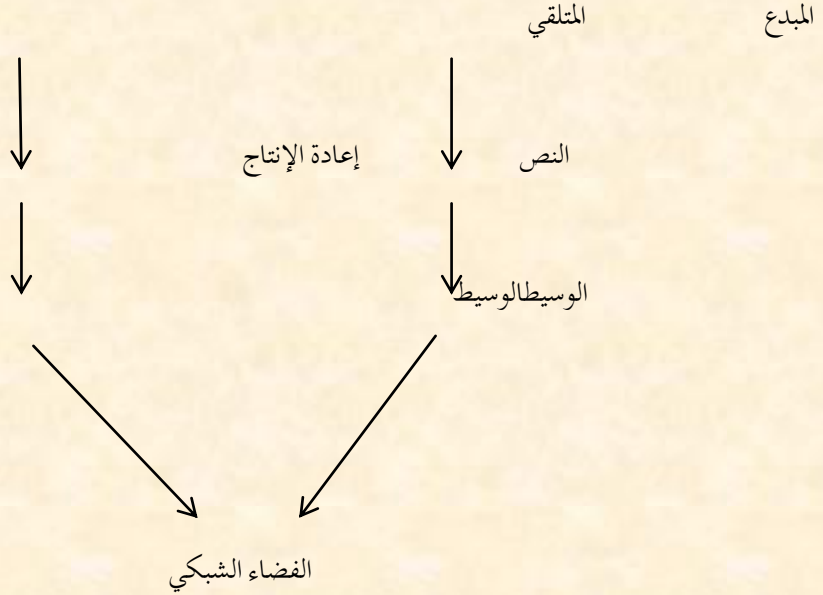 المبدع المتلقي
النص إعادة الإنتاج
الوسيطالوسيط
الفضاء الشبكي